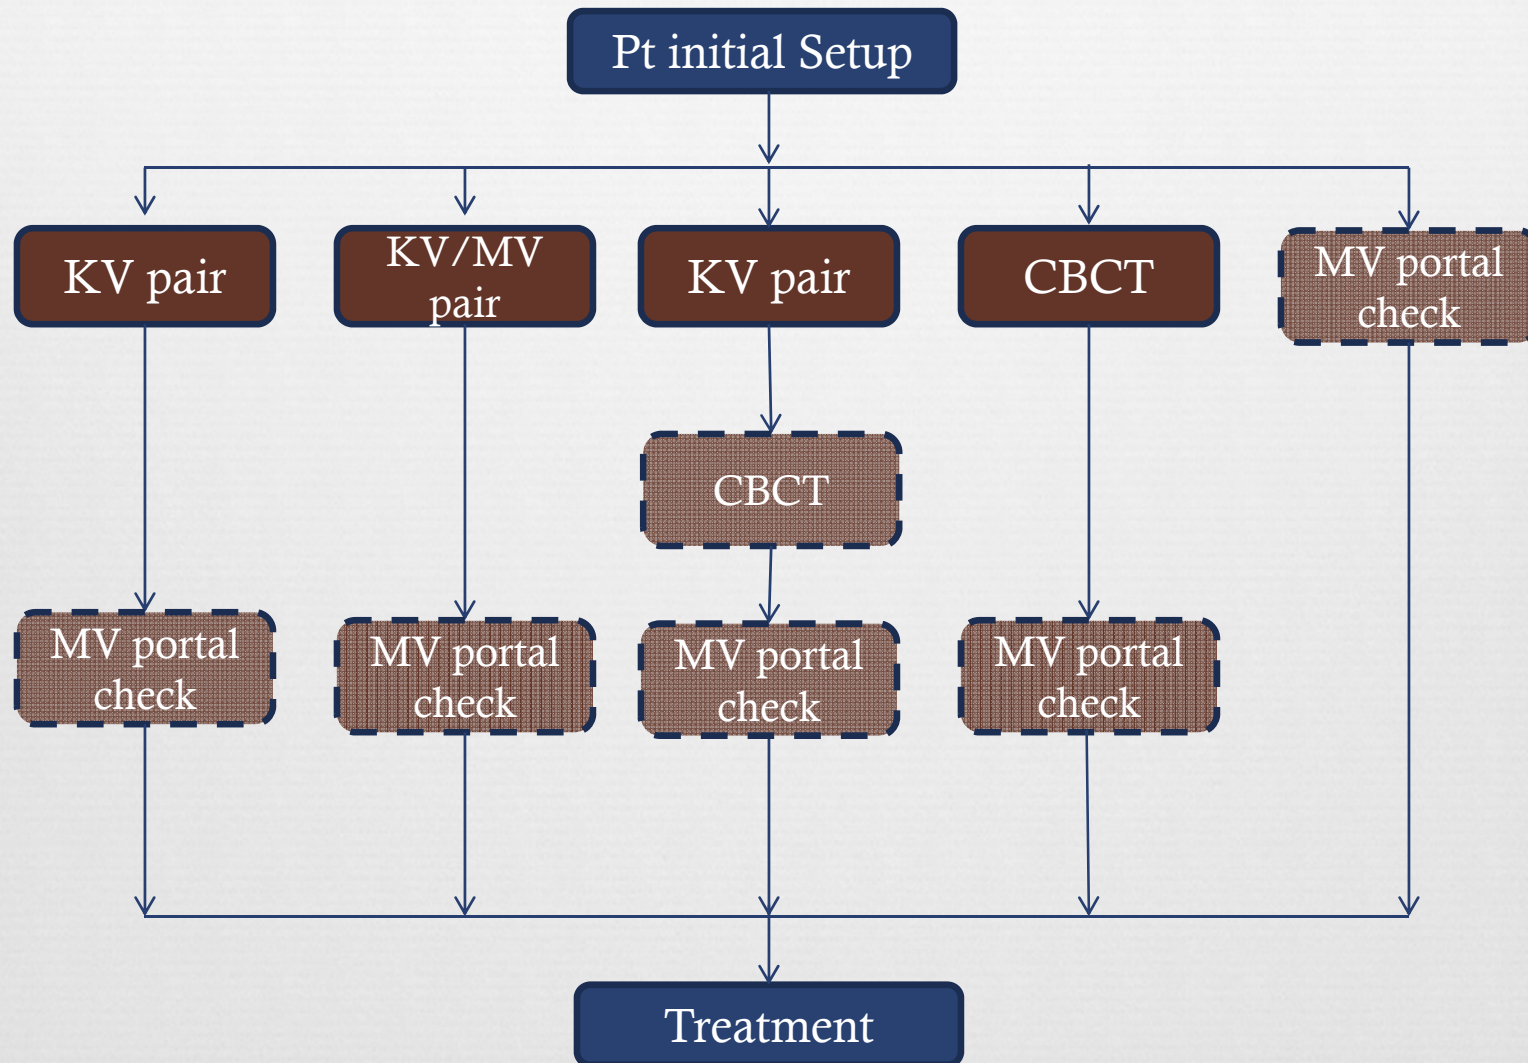 Pt initial Setup
KV pair
KV/MV
pair
KV pair
CBCT
MV portal
check
CBCT
MV portal
check
MV portal
check
MV portal
check
MV portal
check
Treatment